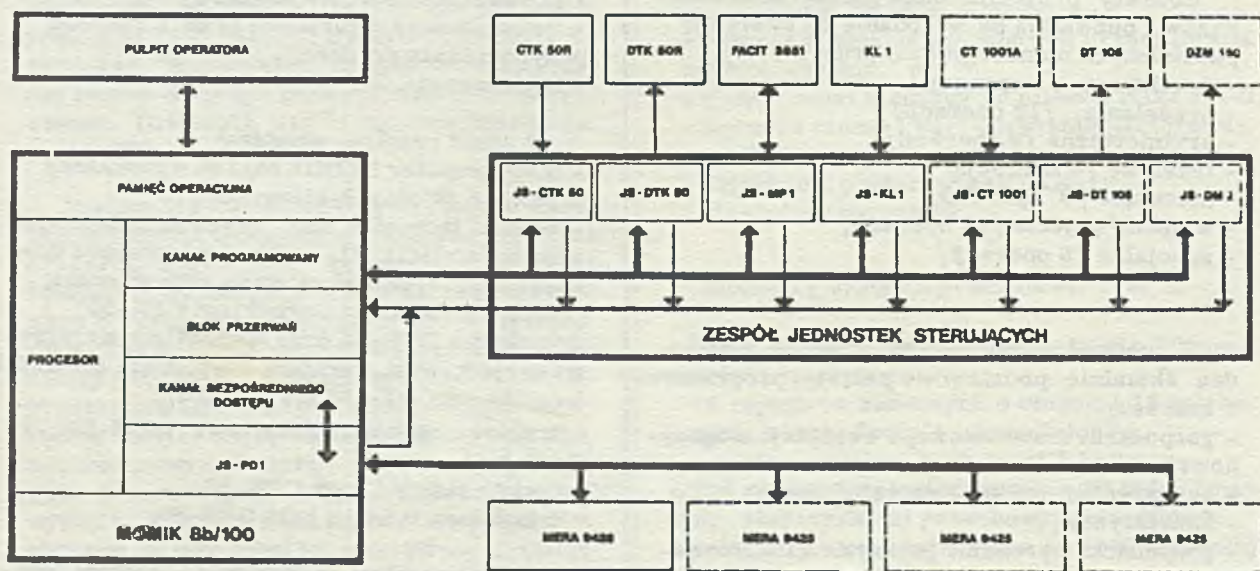 PULPIT OPERATORA
CTK 50R
DTK 50R
FACIT 3851
KL 1
CT 1001A
DT 105
DZM 180
PAMIĘĆ OPERACYJNA
PROCESOR
KANAŁ PROGRAMOWANY
BLOK PRZERWAŃ
KANAŁ BEZPOŚREDNIEGO
DOSTĘPU
JS-PD1
MOMIK 8b/100
JS-CTK 50
JS-DTK 50
JS-MP1
JS-KL1
JS-CT 1001
JS-DT 105
JS-DM
ZESPÓŁ JEDNOSTEK STERUJĄCYCH
MERA 9425
MERA 9425
MERA 9425
MERA 9425